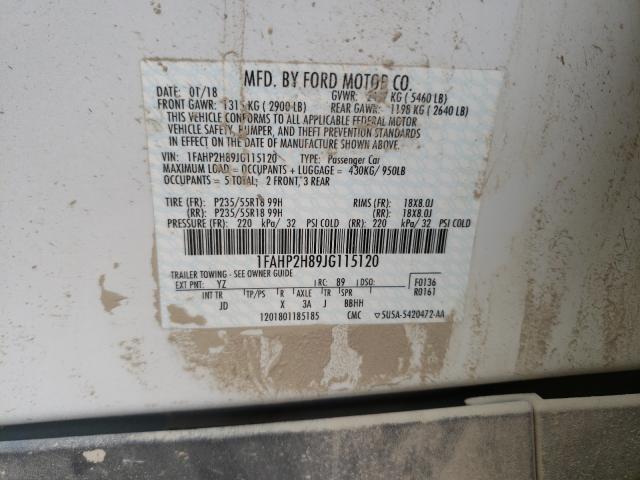 MFD. BY FORD MOTOR CO.
DATE: 01/18 GVWR: KG ( 5460 LB)
FRONT GAWR: 1315 KG ( 2900 LB) REAR GAWR: 1198 KG ( 2640 LB)
THIS VEHICLE CONFORMS TO ALL APPLICABLE FEDERAL MOTOR
VEHICLE SAFETY, BUMPER, AND THEFT PREVENTION STANDARDS
IN EFFECT ON THE DATE OF MANUFACTURE SHOWN ABOVE.
VIN: 1FAHP2H89JG115120 TYPE: Passenger Car
MAXIMUM LOAD = OCCUPANTS + LUGGAGE = 430KG/ 950LB
OCCUPANTS = 5 TOTAL; 2 FRONT, 3 REAR
TIRE (FR): P235/55R18 99H RIMS (FR): 18X8.0J
(RR): P235/55R18 99H (RR): 18X8.0J
PRESSURE (FR): 220 kPa/ 32 PSI COLD (RR): 220 kPa/ 32 PSI COLD
1FAHP2H89JG115120
TRAILER TOWING - SEE OWNER GUIDE
EXT PNT: YZ RC: 89 DSO: F0136
INT TR TP/PS R AXLE TR SPR R0161
JD X 3A J BBHH
1201801185185 CMC ▽5USA-5420472-AA